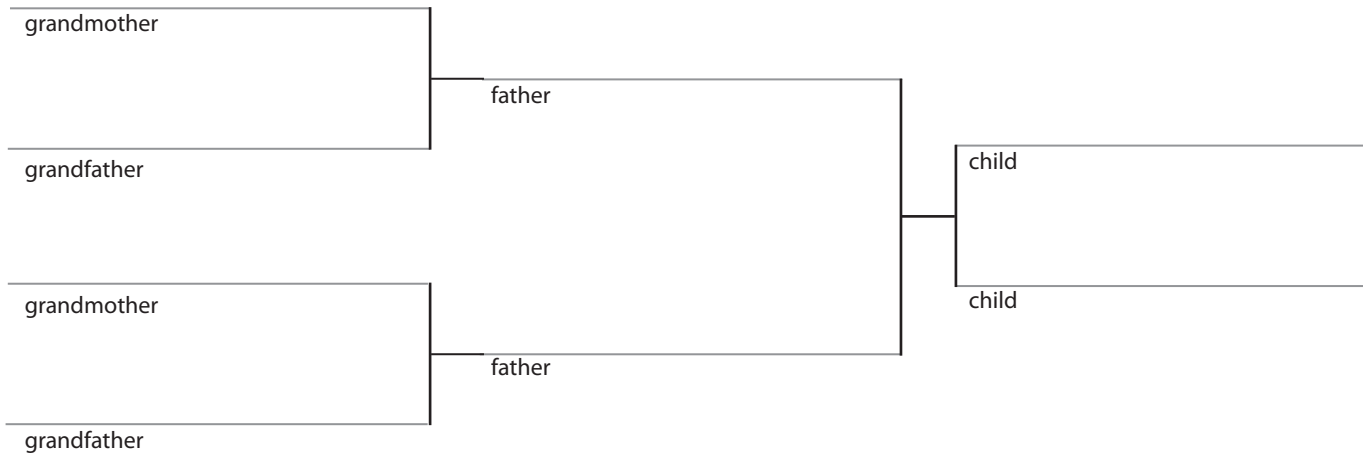 grandmother
grandfather
grandmother
grandfather
father
father
child
child